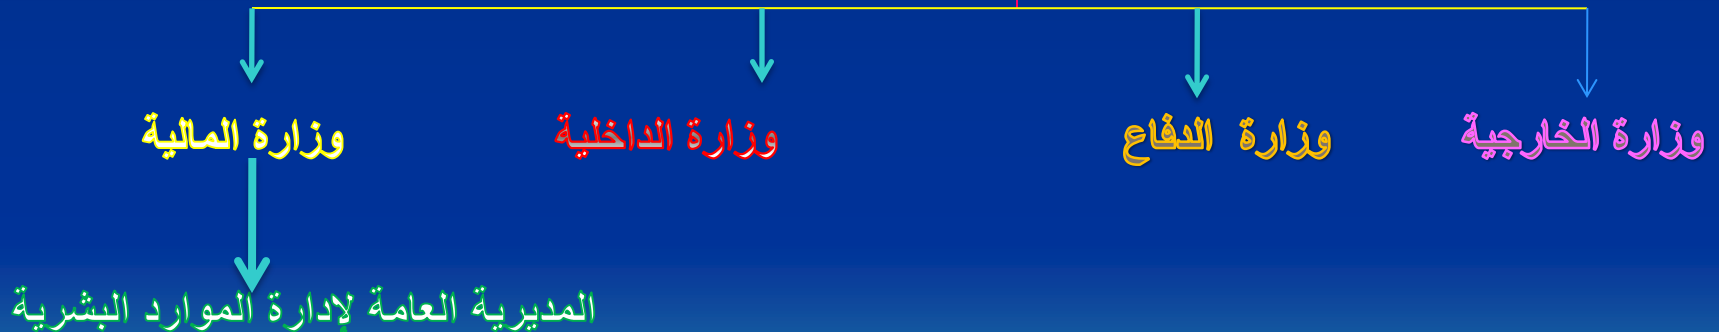 وزارة الخارجية
وزارة الدفاع
وزارة الداخلية
وزارة المالية
المديرية العامة لإدارة الموارد البشرية